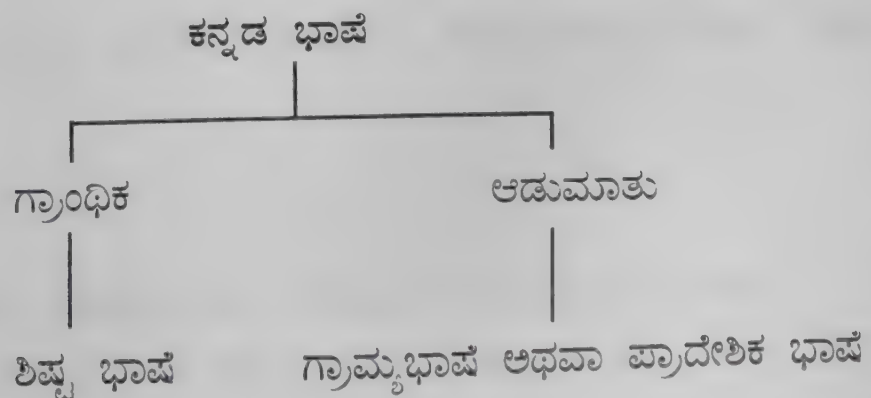 ಕನ್ನಡ ಭಾಷೆ
ಗ್ರಾಂಥಿಕ ಆಡುಮಾತು
ಶಿಷ್ಟ ಭಾಷೆ ಗ್ರಾಮ್ಯಭಾಷೆ ಅಥವಾ ಪ್ರಾದೇಶಿಕ ಭಾಷೆ